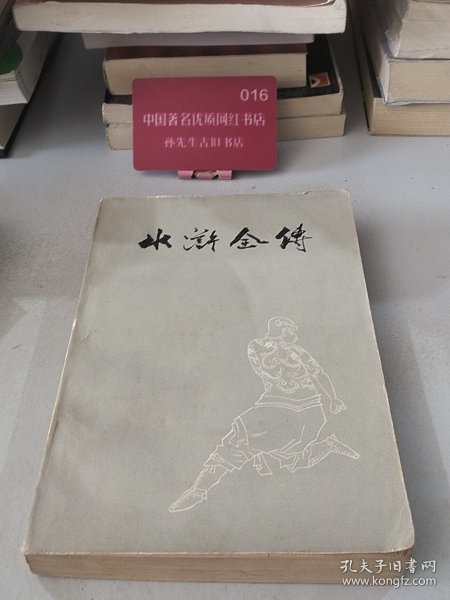 016
中国著名优质网红书店
孙先生古旧书店
水滸全傳
孔夫子旧书网
www.kongfz.com